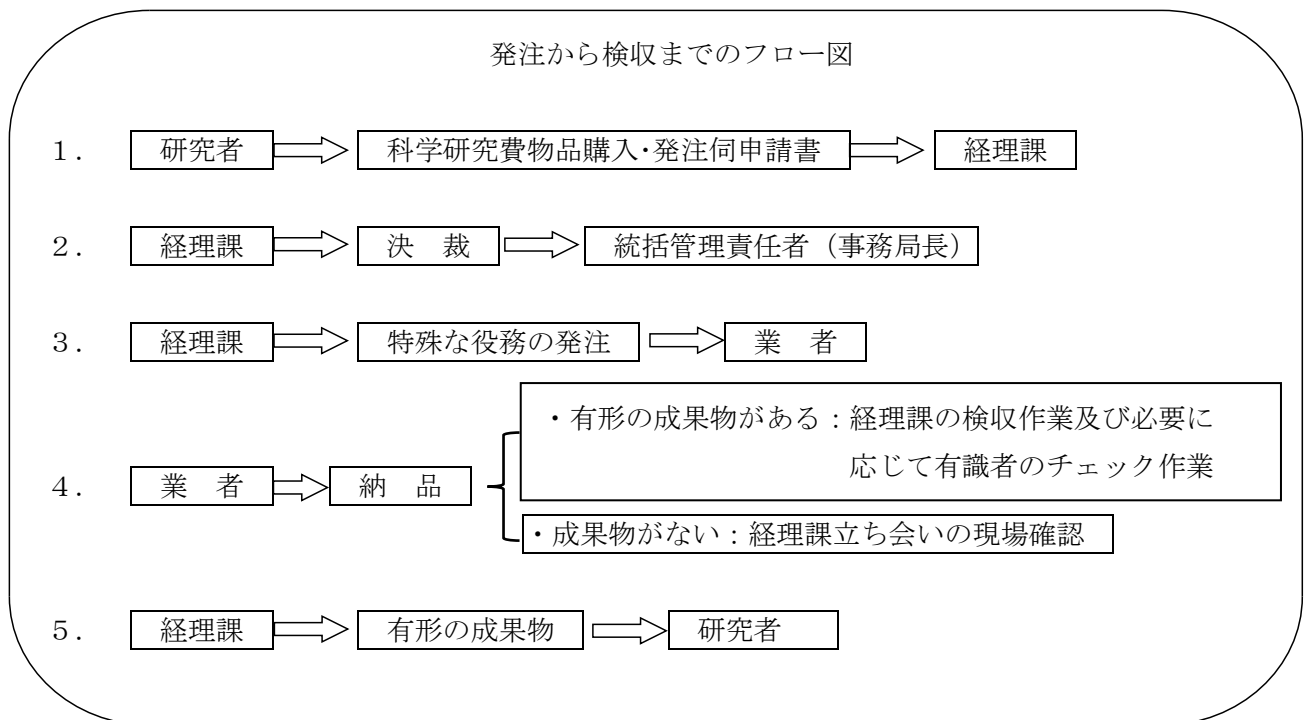 発注から検収までのフロー図
１． 研究者 科学研究費物品購入・発注伺申請書 経理課
２． 経理課 決　裁 統括管理責任者（事務局長）
３． 経理課 特殊な役務の発注 業　者
・有形の成果物がある：経理課の検収作業及び必要に
応じて有識者のチェック作業
４． 業　者 納　品
・成果物がない：経理課立ち会いの現場確認
５． 経理課 有形の成果物 研究者